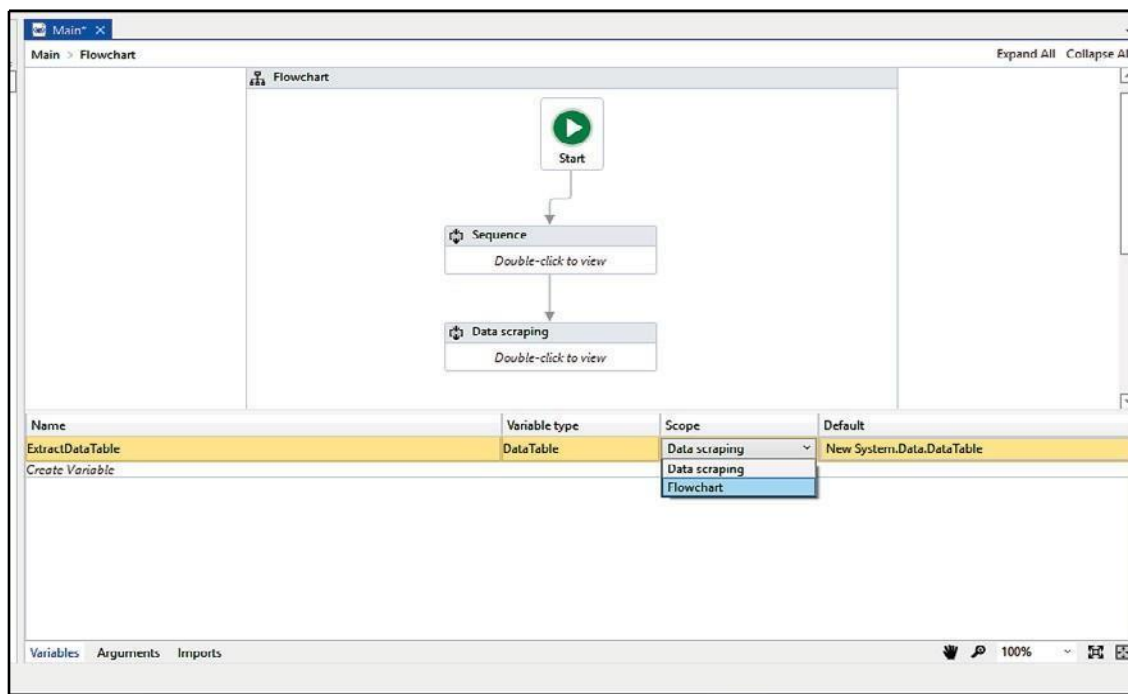 Main*
Main > Flowchart Expand All Collapse Al
Flowchart
Start
Sequence
Double-click to view
Data scraping
Double-click to view
Name Variable type Scope Default
ExtractDataTable DataTable Data scraping New System.Data.DataTable
Create Variable Data scraping
Flowchart
Variables Arguments Imports 100%